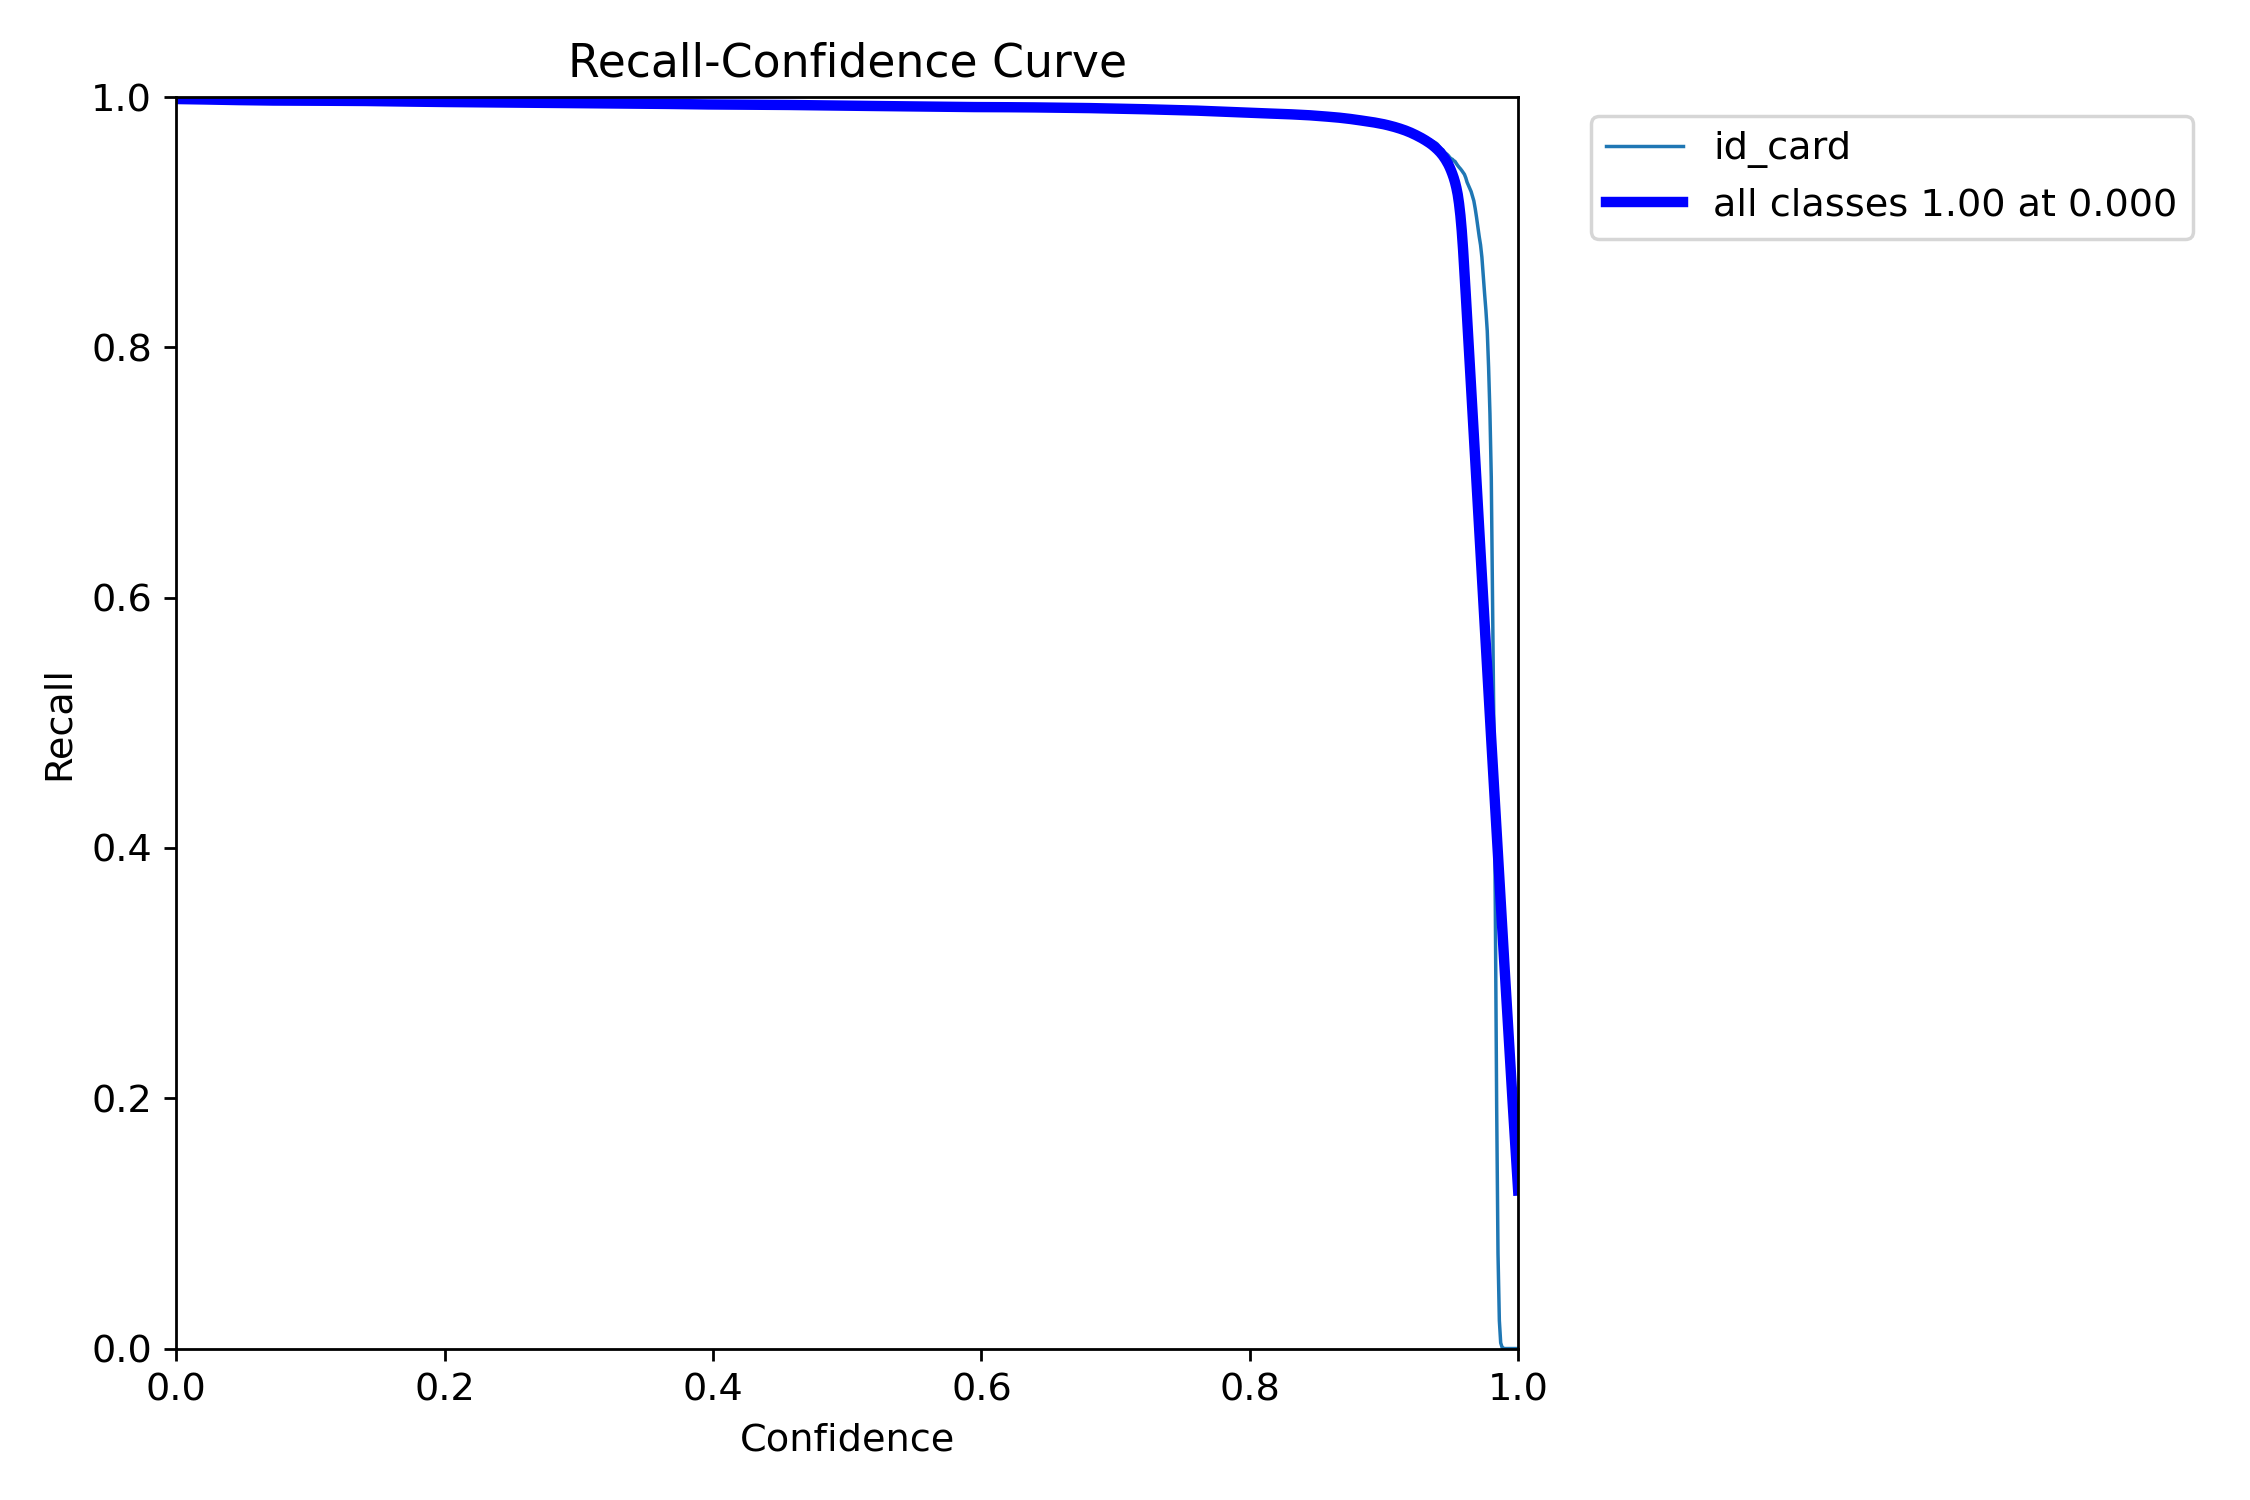 Recall-Confidence Curve
1.0
0.8
0.6
0.4
0.2
0.0
Recall
0.0 0.2 0.4 0.6 0.8 1.0
Confidence
id_card
all classes 1.00 at 0.000